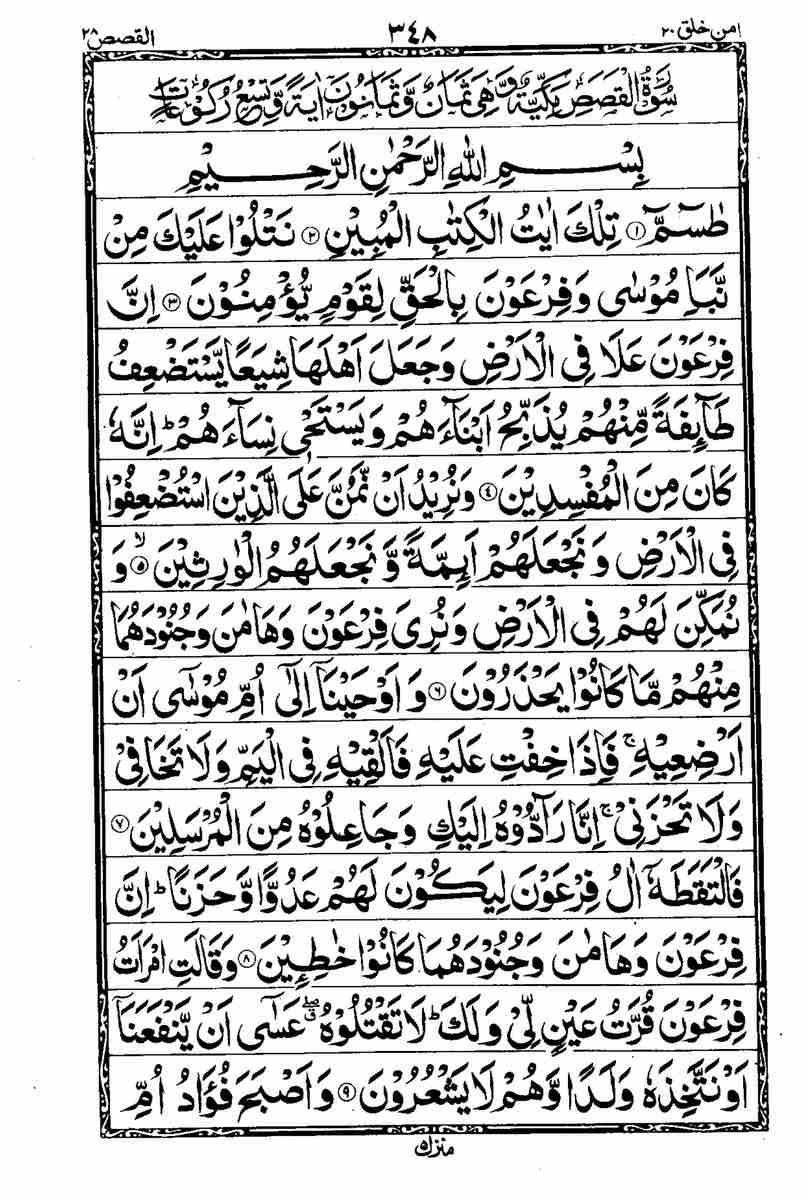 امن خلق ٢٠ ٣٤٨ القصص ٢٨
سُوْرَةُ الْقَصَصِ مَكِّيَّةٌ وَّهِىَ ثَمَانٌ وَّثَمَانُوْنَ اٰيَةً وَّتِسْعُ رُكُوْعَاتٍ
بِسْمِ اللّٰهِ الرَّحْمٰنِ الرَّحِيْمِ
طٰسٓمّٓ ۝١ تِلْكَ اٰيٰتُ الْكِتٰبِ الْمُبِيْنِ ۝٢ نَتْلُوْا عَلَيْكَ مِنْ
نَّبَاِ مُوْسٰى وَفِرْعَوْنَ بِالْحَقِّ لِقَوْمٍ يُّؤْمِنُوْنَ ۝٣ اِنَّ
فِرْعَوْنَ عَلَا فِى الْاَرْضِ وَجَعَلَ اَهْلَهَا شِيَعًا يَّسْتَضْعِفُ
طَآئِفَةً مِّنْهُمْ يُذَبِّحُ اَبْنَآءَهُمْ وَيَسْتَحْىٖ نِسَآءَهُمْ ؕ اِنَّهٗ
كَانَ مِنَ الْمُفْسِدِيْنَ ۝٤ وَنُرِيْدُ اَنْ نَّمُنَّ عَلَى الَّذِيْنَ اسْتُضْعِفُوْا
فِى الْاَرْضِ وَنَجْعَلَهُمْ اَئِمَّةً وَّنَجْعَلَهُمُ الْوٰرِثِيْنَ ۝٥ ۙ وَ
نُمَكِّنَ لَهُمْ فِى الْاَرْضِ وَنُرِىَ فِرْعَوْنَ وَهَامٰنَ وَجُنُوْدَهُمَا
مِنْهُمْ مَّا كَانُوْا يَحْذَرُوْنَ ۝٦ وَاَوْحَيْنَآ اِلٰٓى اُمِّ مُوْسٰٓى اَنْ
اَرْضِعِيْهِ ۚ فَاِذَا خِفْتِ عَلَيْهِ فَاَلْقِيْهِ فِى الْيَمِّ وَلَا تَخَافِىْ
وَلَا تَحْزَنِىْ ۚ اِنَّا رَآدُّوْهُ اِلَيْكِ وَجَاعِلُوْهُ مِنَ الْمُرْسَلِيْنَ ۝٧
فَالْتَقَطَهٗٓ اٰلُ فِرْعَوْنَ لِيَكُوْنَ لَهُمْ عَدُوًّا وَّحَزَنًا ؕ اِنَّ
فِرْعَوْنَ وَهَامٰنَ وَجُنُوْدَهُمَا كَانُوْا خٰطِئِيْنَ ۝٨ وَقَالَتِ امْرَاَتُ
فِرْعَوْنَ قُرَّتُ عَيْنٍ لِّىْ وَلَكَ ؕ لَا تَقْتُلُوْهُ ۖ ق عَسٰٓى اَنْ يَّنْفَعَنَآ
اَوْ نَتَّخِذَهٗ وَلَدًا وَّهُمْ لَا يَشْعُرُوْنَ ۝٩ وَاَصْبَحَ فُؤَادُ اُمِّ
منزل ٥